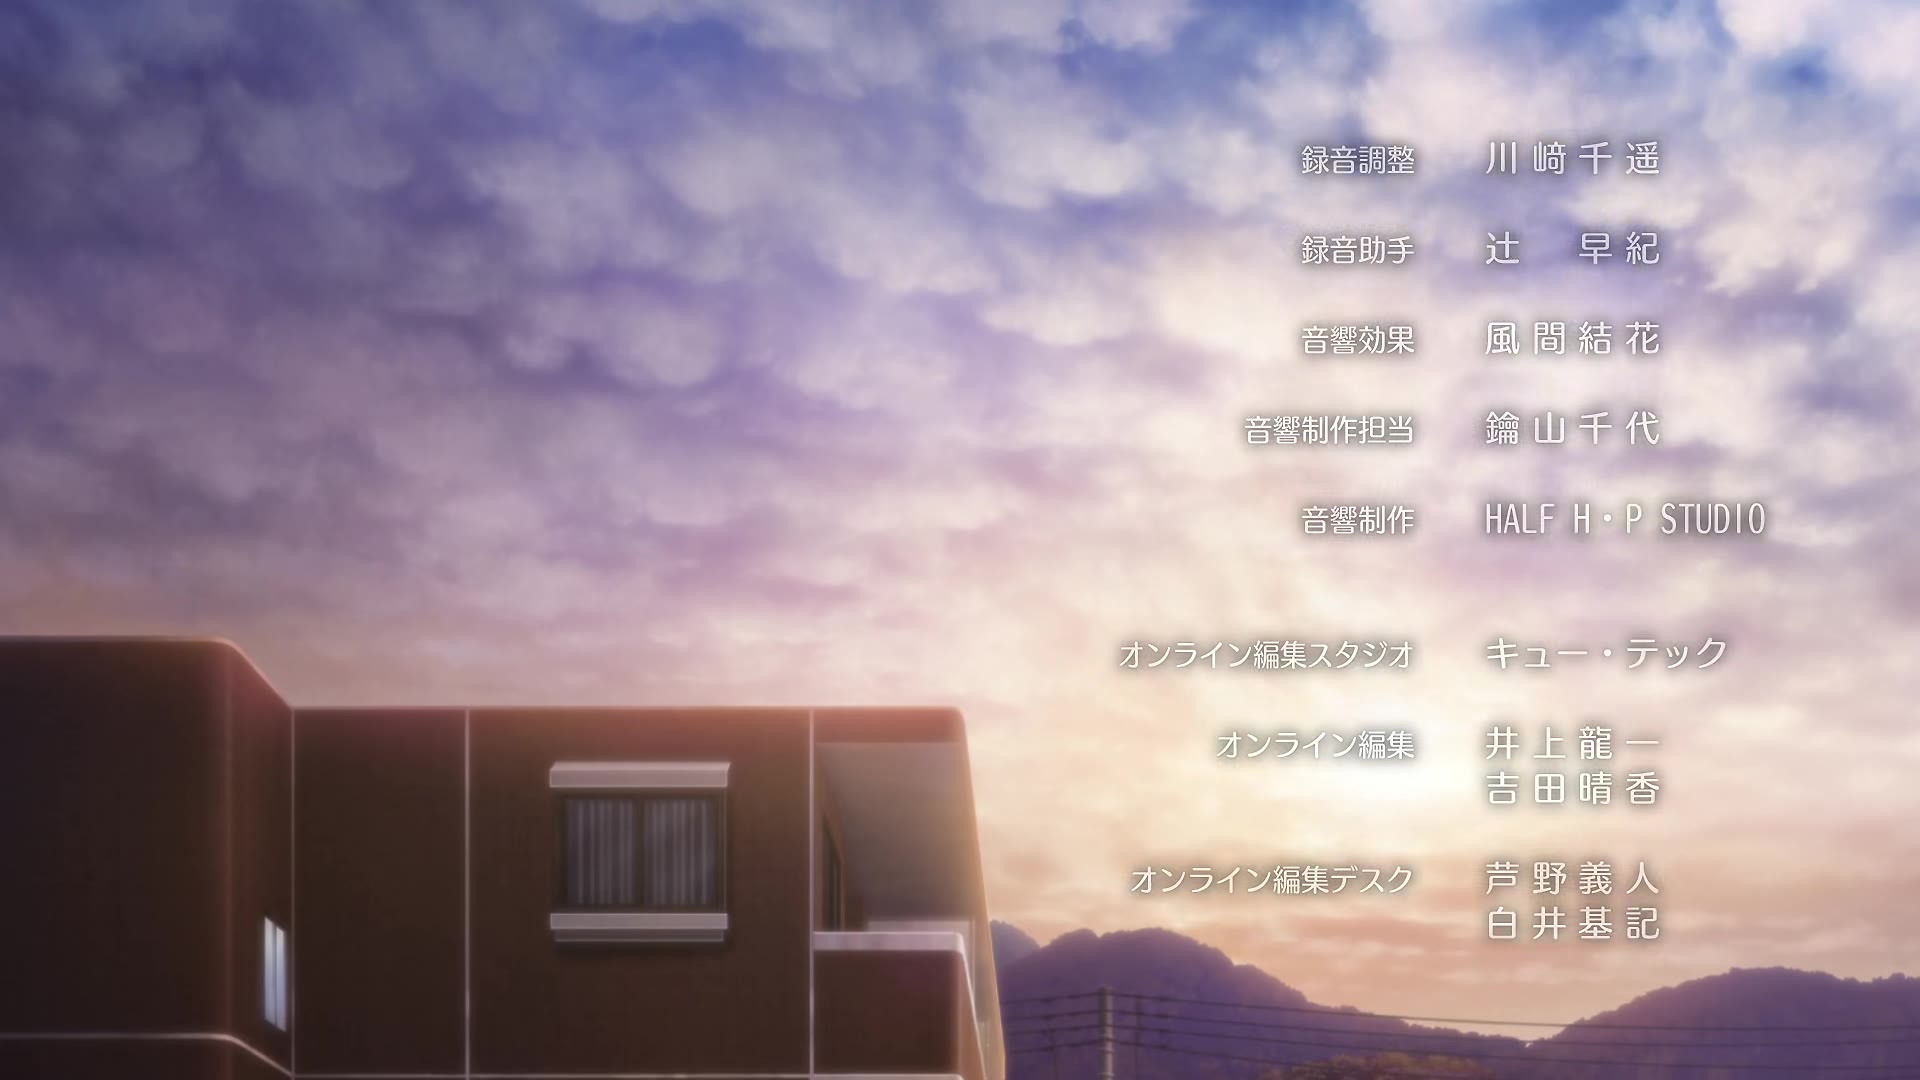 録音調整 川﨑千遥
録音助手 辻 早紀
音響効果 風間結花
音響制作担当 鑰山千代
音響制作 HALF H・P STUDIO
オンライン編集スタジオ キュー・テック
オンライン編集 井上龍一
吉田晴香
オンライン編集デスク 芦野義人
白井基記